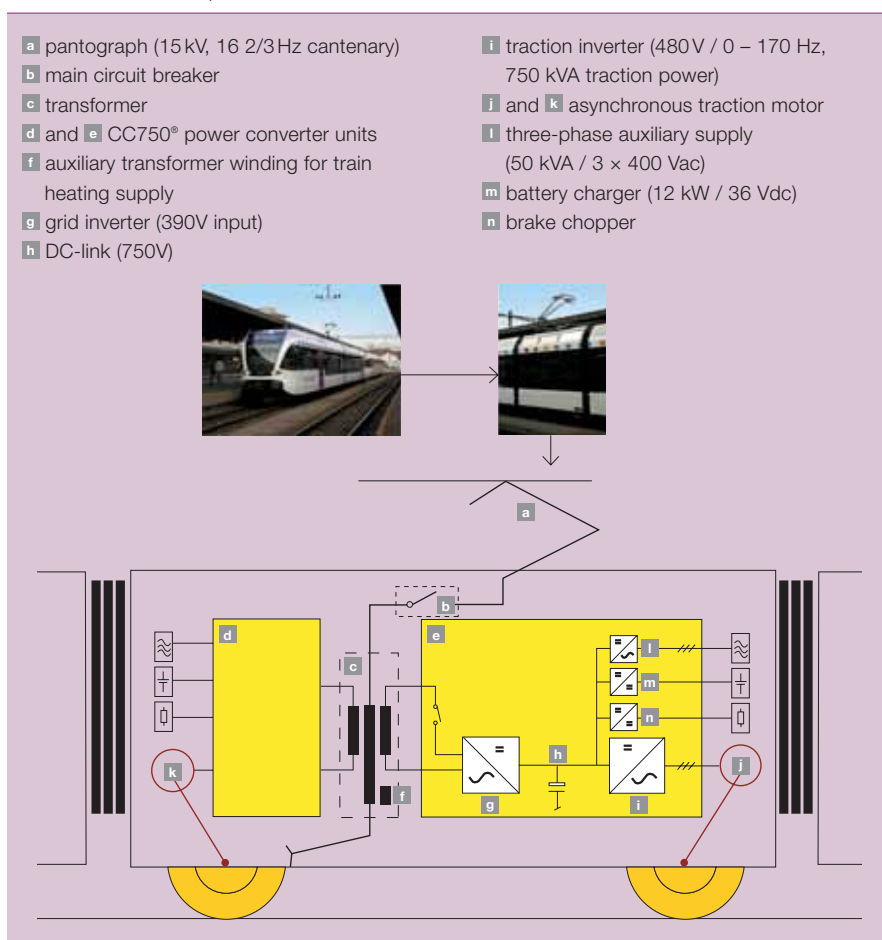 a pantograph (15 kV, 16 2/3 Hz cantenary)
b main circuit breaker
c transformer
d and e CC750® power converter units
f auxiliary transformer winding for train
heating supply
g grid inverter (390V input)
h DC-link (750V)
i traction inverter (480 V / 0 – 170 Hz,
750 kVA traction power)
j and k asynchronous traction motor
l three-phase auxiliary supply
(50 kVA / 3 × 400 Vac)
m battery charger (12 kW / 36 Vdc)
n brake chopper
a
b
d
e
c
l
m
n
h
k
j
f
g
i